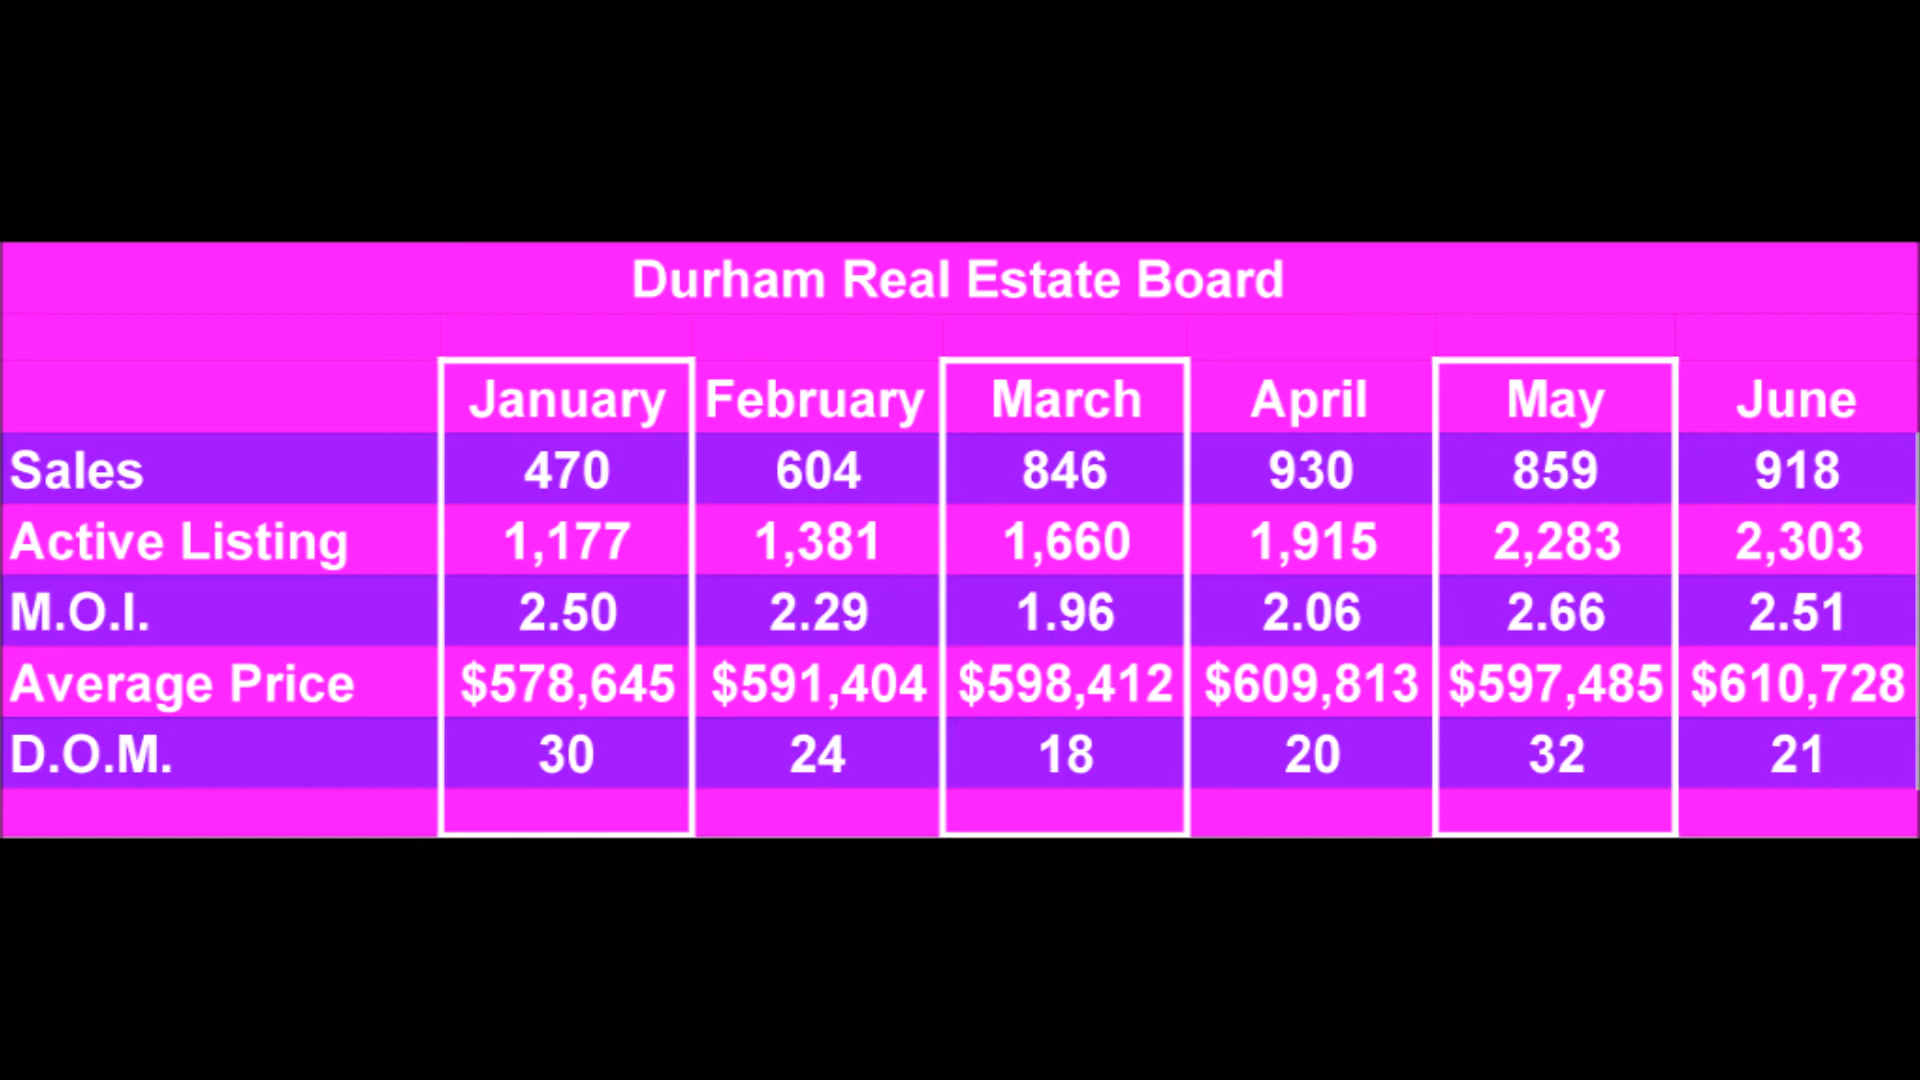 Durham Real Estate Board
January February March April May June
Sales 470 604 846 930 859 918
Active Listing 1,177 1,381 1,660 1,915 2,283 2,303
M.O.I. 2.50 2.29 1.96 2.06 2.66 2.51
Average Price $578,645 $591,404 $598,412 $609,813 $597,485 $610,728
D.O.M. 30 24 18 20 32 21